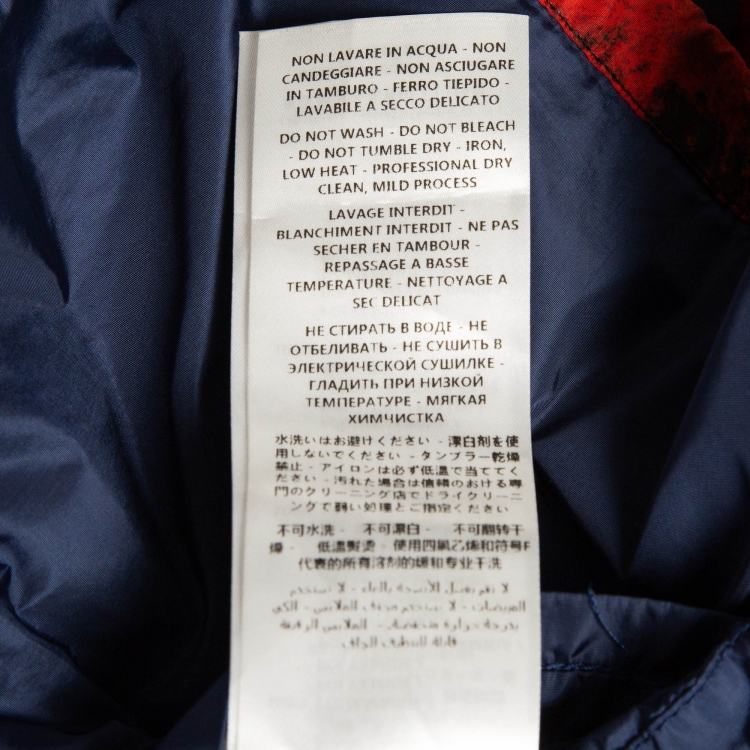 NON LAVARE IN ACQUA - NON
CANDEGGIARE - NON ASCIUGARE
IN TAMBURO - FERRO TIEPIDO -
LAVABILE A SECCO DELICATO
DO NOT WASH - DO NOT BLEACH
- DO NOT TUMBLE DRY - IRON,
LOW HEAT - PROFESSIONAL DRY
CLEAN, MILD PROCESS
LAVAGE INTERDIT -
BLANCHIMENT INTERDIT - NE PAS
SECHER EN TAMBOUR -
REPASSAGE A BASSE
TEMPERATURE - NETTOYAGE A
SEC DELICAT
НЕ СТИРАТЬ В ВОДЕ - НЕ
ОТБЕЛИВАТЬ - НЕ СУШИТЬ В
ЭЛЕКТРИЧЕСКОЙ СУШИЛКЕ -
ГЛАДИТЬ ПРИ НИЗКОЙ
ТЕМПЕРАТУРЕ - МЯГКАЯ
ХИМЧИСТКА
水洗いはお避けください - 漂白剤を使
用しないでください - タンブラー乾燥
禁止 - アイロンは必ず低温で当ててく
ださい - 汚れた場合は信頼のおける専
門のクリーニング店でドライクリーニ
ングで弱い処理とご指定ください
不可水洗 - 不可漂白 - 不可翻转干
燥 - 低温熨烫 - 使用四氯乙烯和符号F
代表的所有溶剂的缓和专业干洗